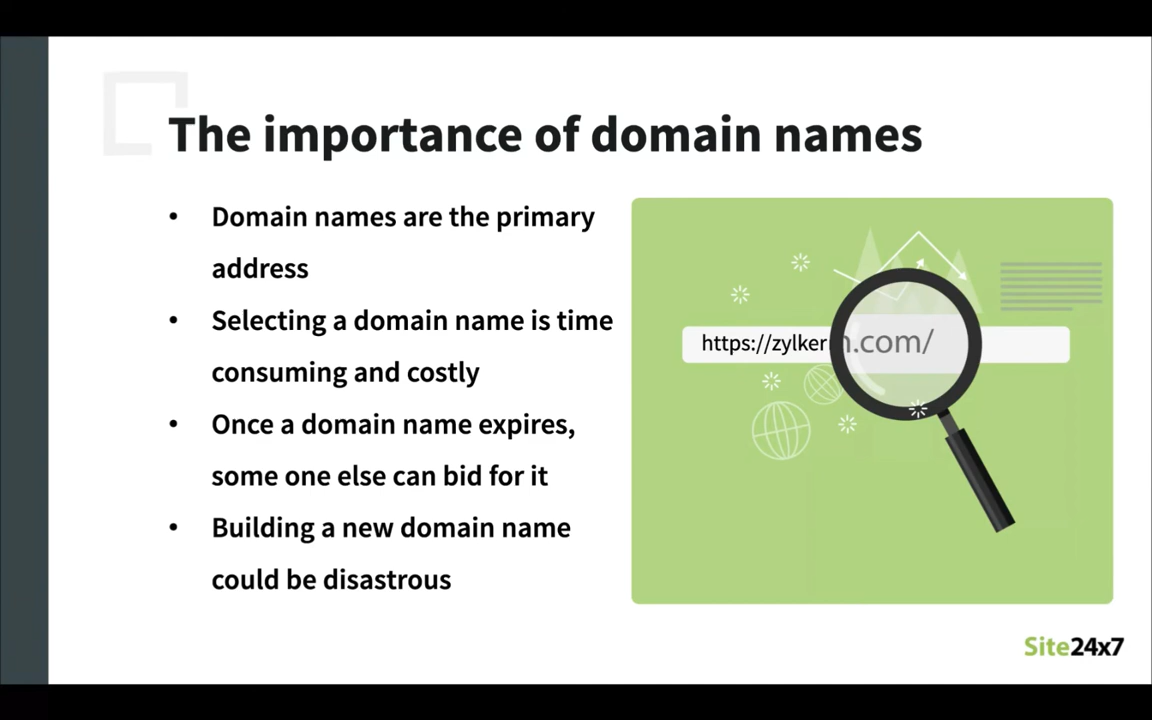 The importance of domain names
• Domain names are the primary
address
• Selecting a domain name is time
consuming and costly
• Once a domain name expires,
some one else can bid for it
• Building a new domain name
could be disastrous
https://zylker n.com/
Site24x7